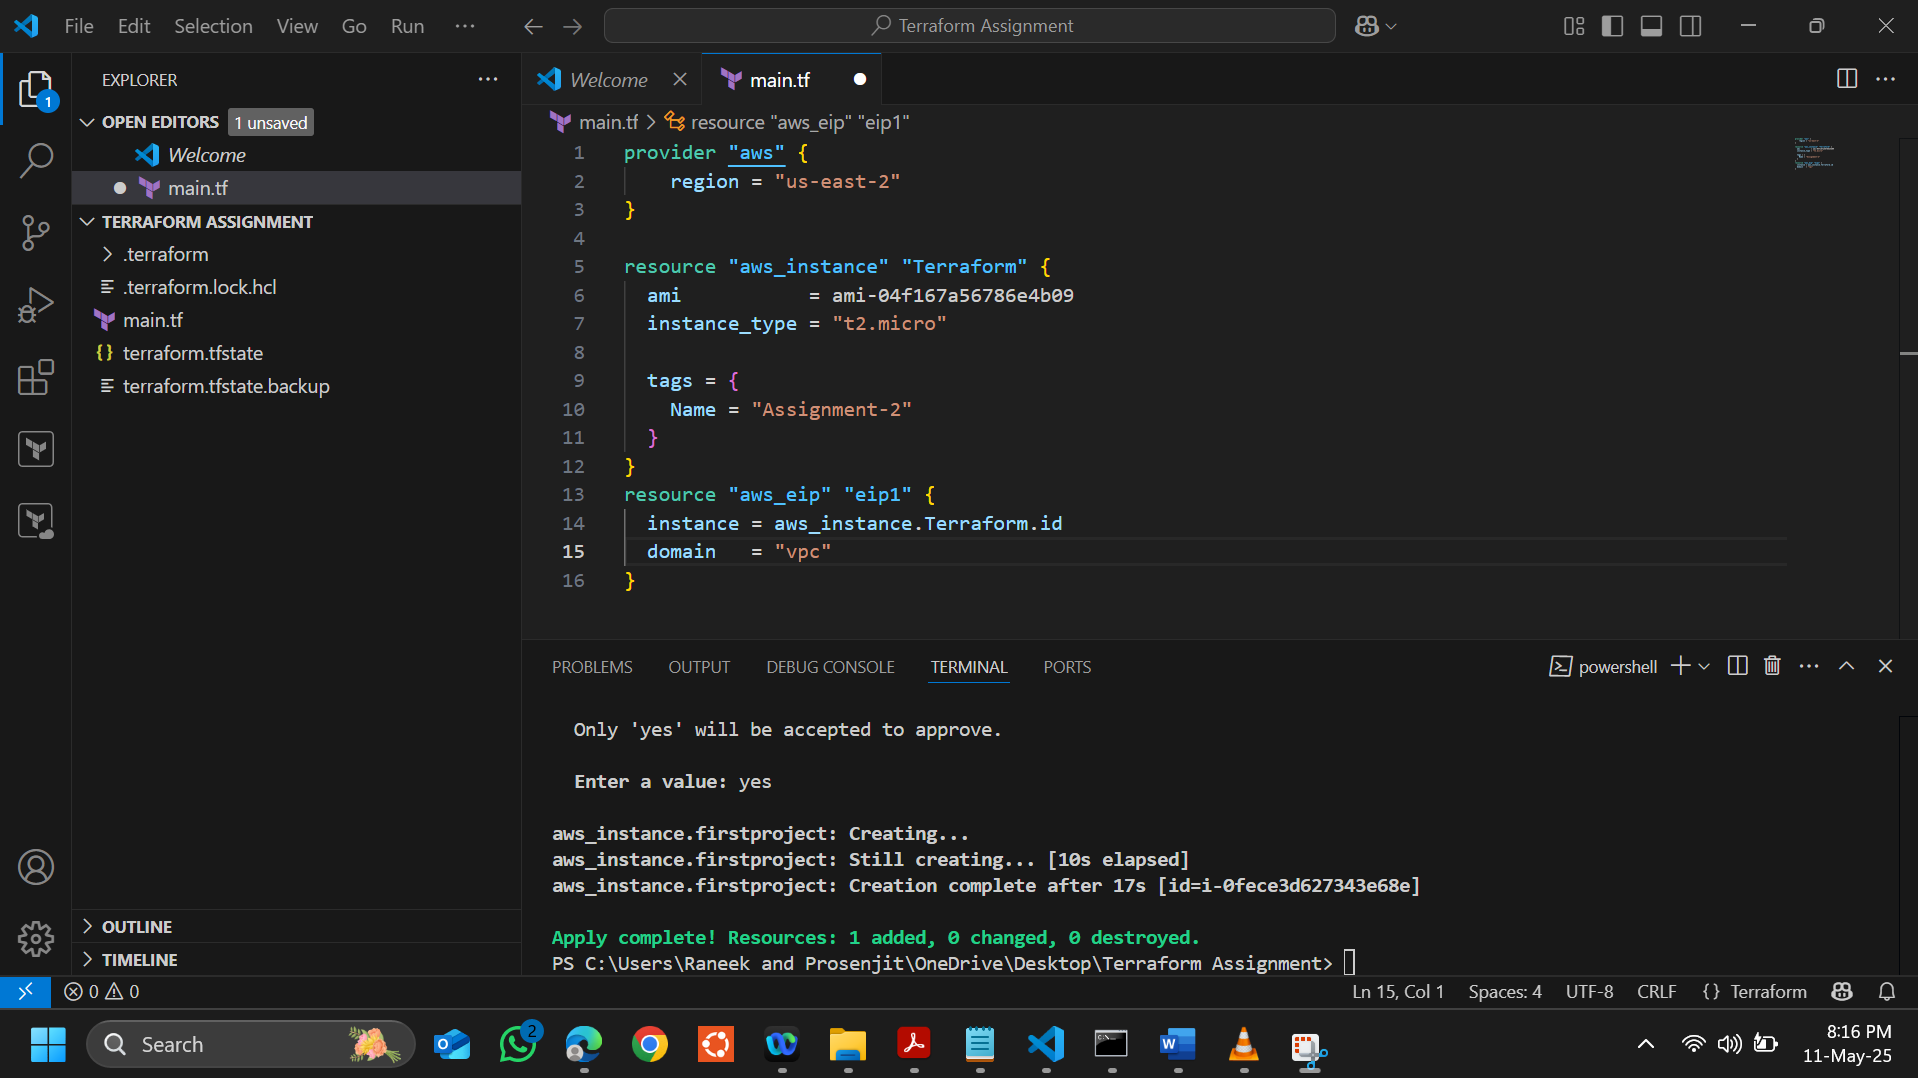 File Edit Selection View Go Run ···
Terraform Assignment
EXPLORER
OPEN EDITORS 1 unsaved
Welcome
main.tf
TERRAFORM ASSIGNMENT
.terraform
.terraform.lock.hcl
main.tf
terraform.tfstate
terraform.tfstate.backup
OUTLINE
TIMELINE
1
Welcome
main.tf
main.tf > resource "aws_eip" "eip1"
1 provider "aws" {
2 region = "us-east-2"
3 }
4
5 resource "aws_instance" "Terraform" {
6 ami = ami-04f167a56786e4b09
7 instance_type = "t2.micro"
8
9 tags = {
10 Name = "Assignment-2"
11 }
12 }
13 resource "aws_eip" "eip1" {
14 instance = aws_instance.Terraform.id
15 domain = "vpc"
16 }
PROBLEMS OUTPUT DEBUG CONSOLE TERMINAL PORTS
powershell
Only 'yes' will be accepted to approve.
Enter a value: yes
aws_instance.firstproject: Creating...
aws_instance.firstproject: Still creating... [10s elapsed]
aws_instance.firstproject: Creation complete after 17s [id=i-0fece3d627343e68e]
Apply complete! Resources: 1 added, 0 changed, 0 destroyed.
PS C:\Users\Raneek and Prosenjit\OneDrive\Desktop\Terraform Assignment>
0 0
Ln 15, Col 1 Spaces: 4 UTF-8 CRLF {} Terraform
Search
2
8:16 PM
11-May-25